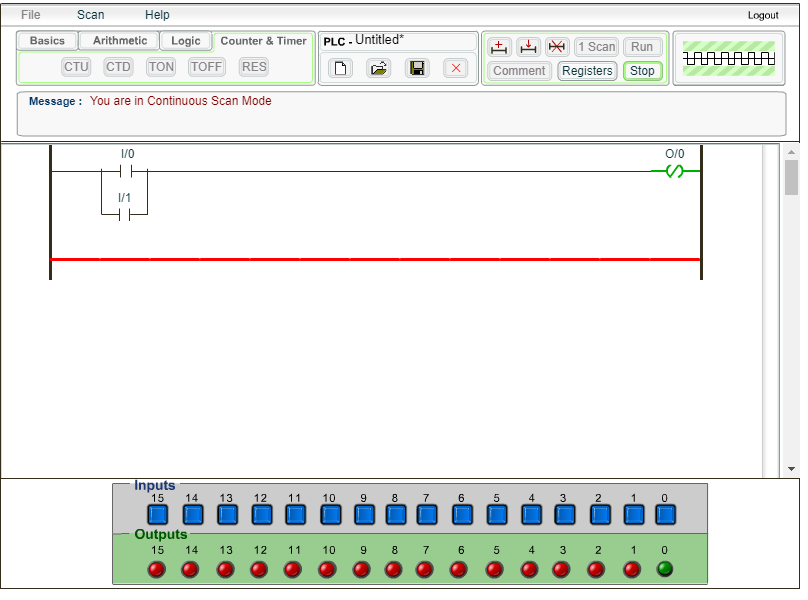 File Scan Help Logout
Basics Arithmetic Logic Counter & Timer
CTU CTD TON TOFF RES
PLC - Untitled*
1 Scan Run
Comment Registers Stop
Message : You are in Continuous Scan Mode
I/0 O/0
I/1
Inputs
15 14 13 12 11 10 9 8 7 6 5 4 3 2 1 0
Outputs
15 14 13 12 11 10 9 8 7 6 5 4 3 2 1 0